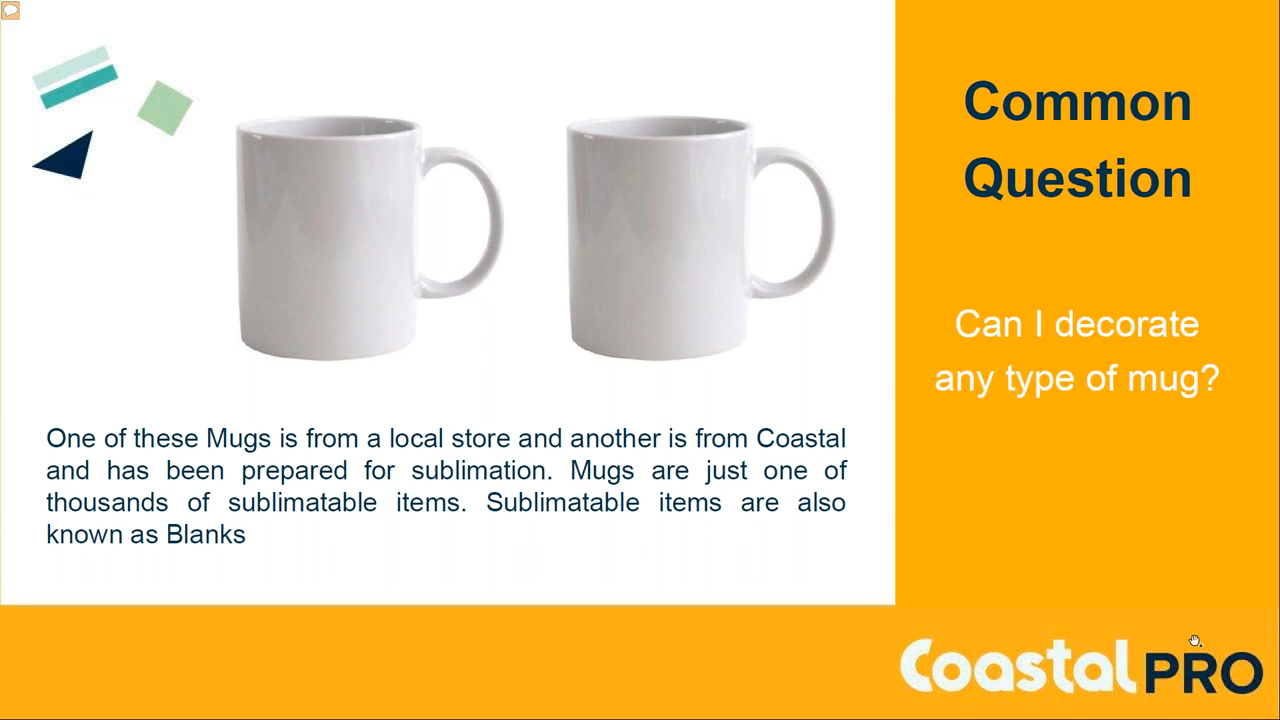 Common
Question
Can I decorate
any type of mug?
One of these Mugs is from a local store and another is from Coastal
and has been prepared for sublimation. Mugs are just one of
thousands of sublimatable items. Sublimatable items are also
known as Blanks
Coastal PRO